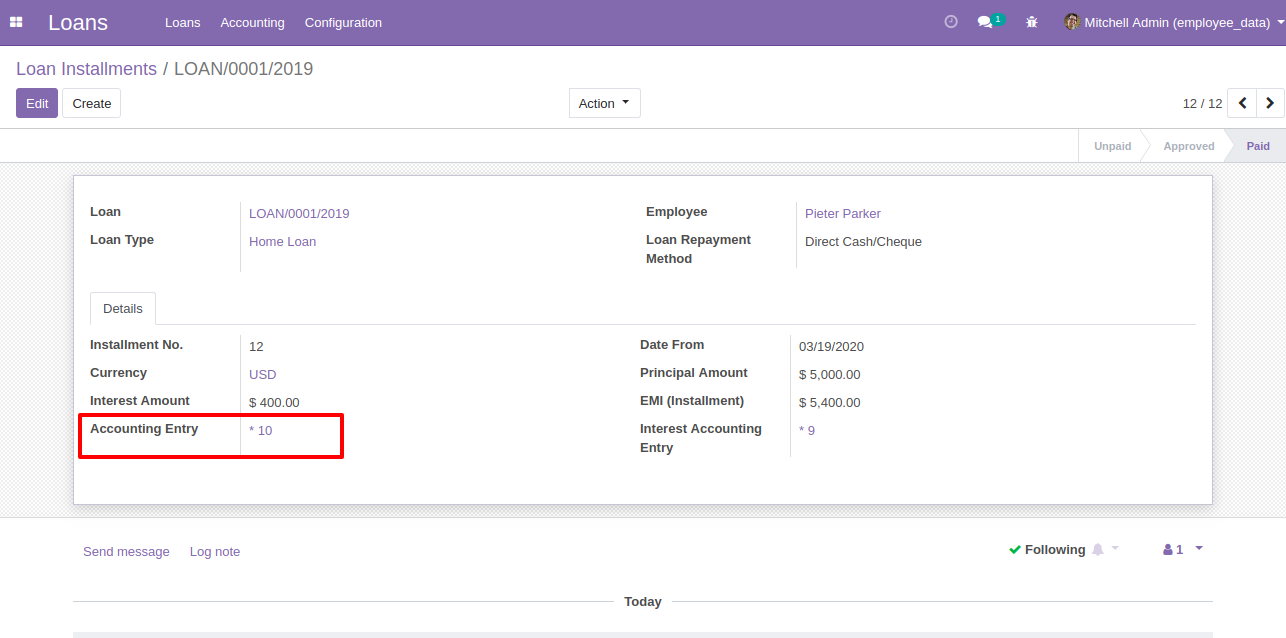 Loans Loans Accounting Configuration 1 Mitchell Admin (employee_data)
Loan Installments / LOAN/0001/2019
Edit Create Action 12 / 12
Unpaid Approved Paid
Loan LOAN/0001/2019 Employee Pieter Parker
Loan Type Home Loan Loan Repayment Direct Cash/Cheque
Method
Details
Installment No. 12 Date From 03/19/2020
Currency USD Principal Amount $ 5,000.00
Interest Amount $ 400.00 EMI (Installment) $ 5,400.00
Accounting Entry * 10 Interest Accounting * 9
Entry
Send message Log note Following 1
Today